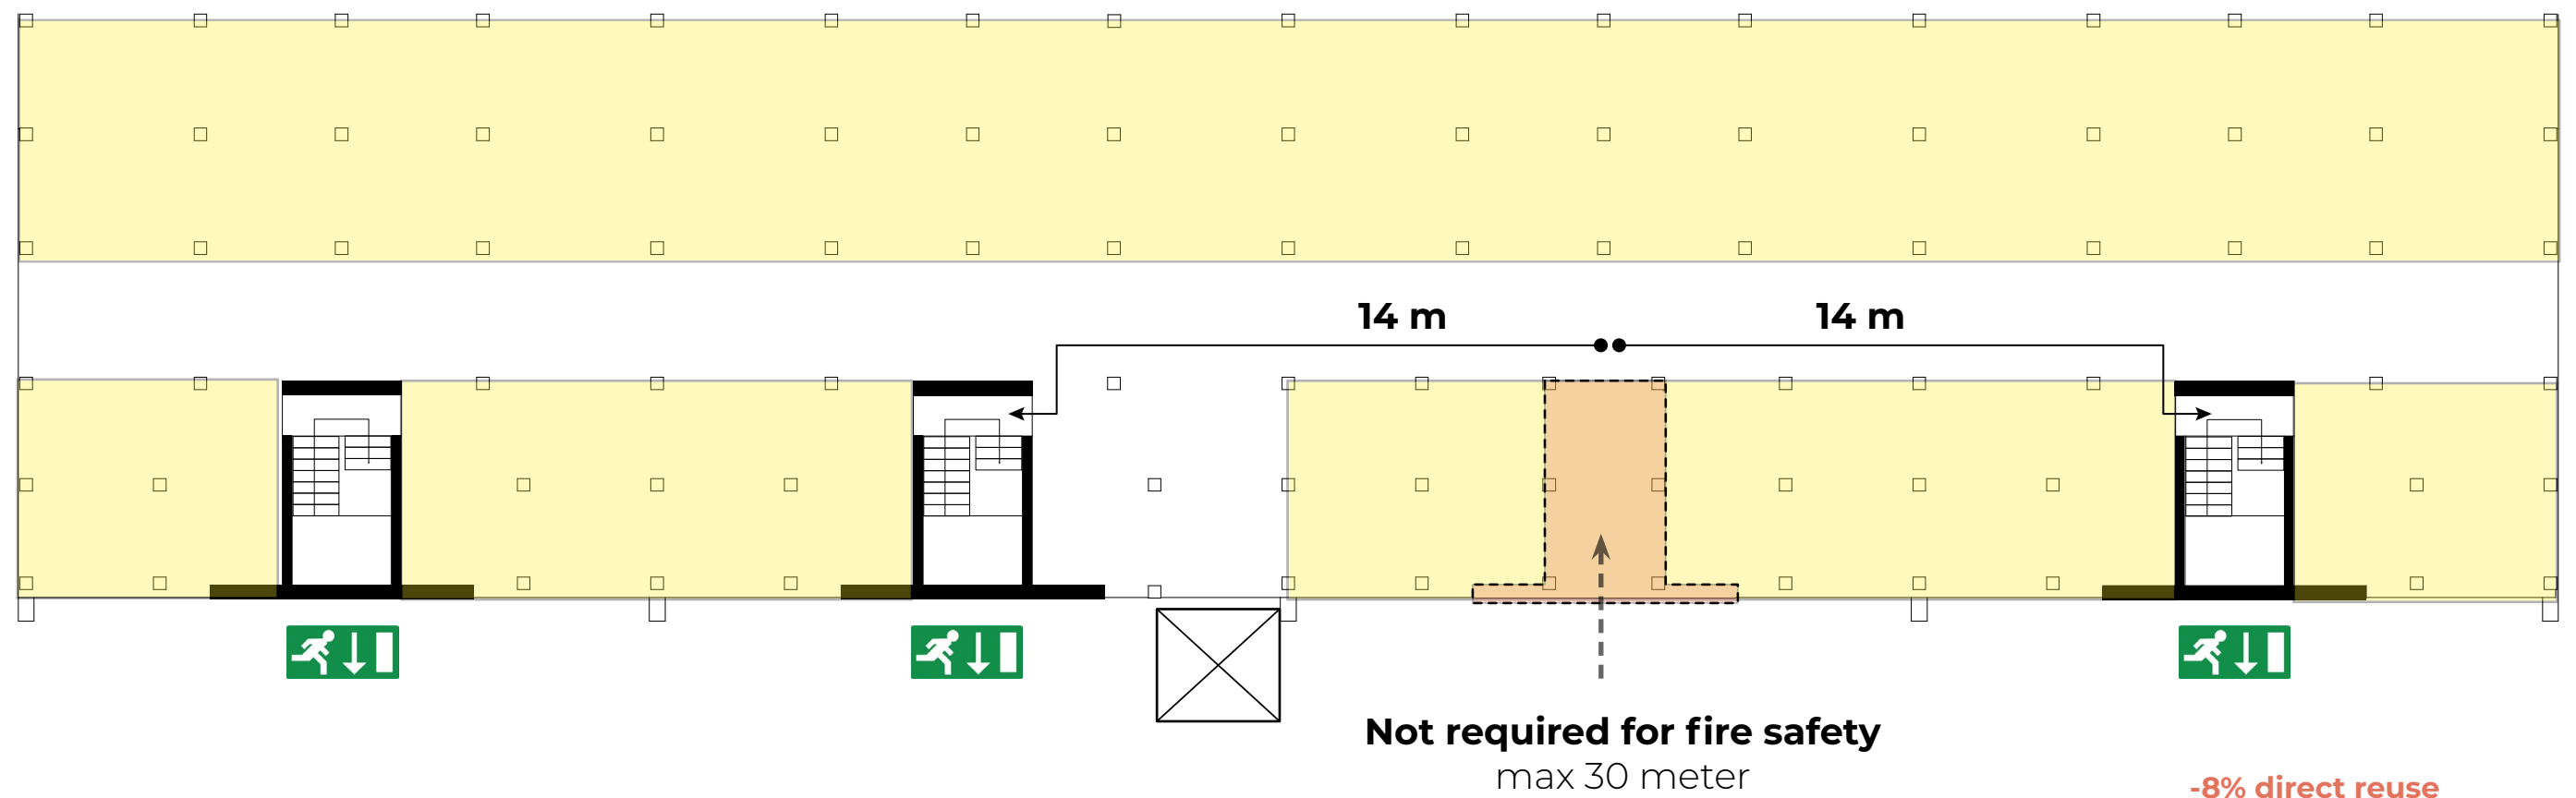 14 m
14 m
Not required for fire safety
max 30 meter
-8% direct reuse